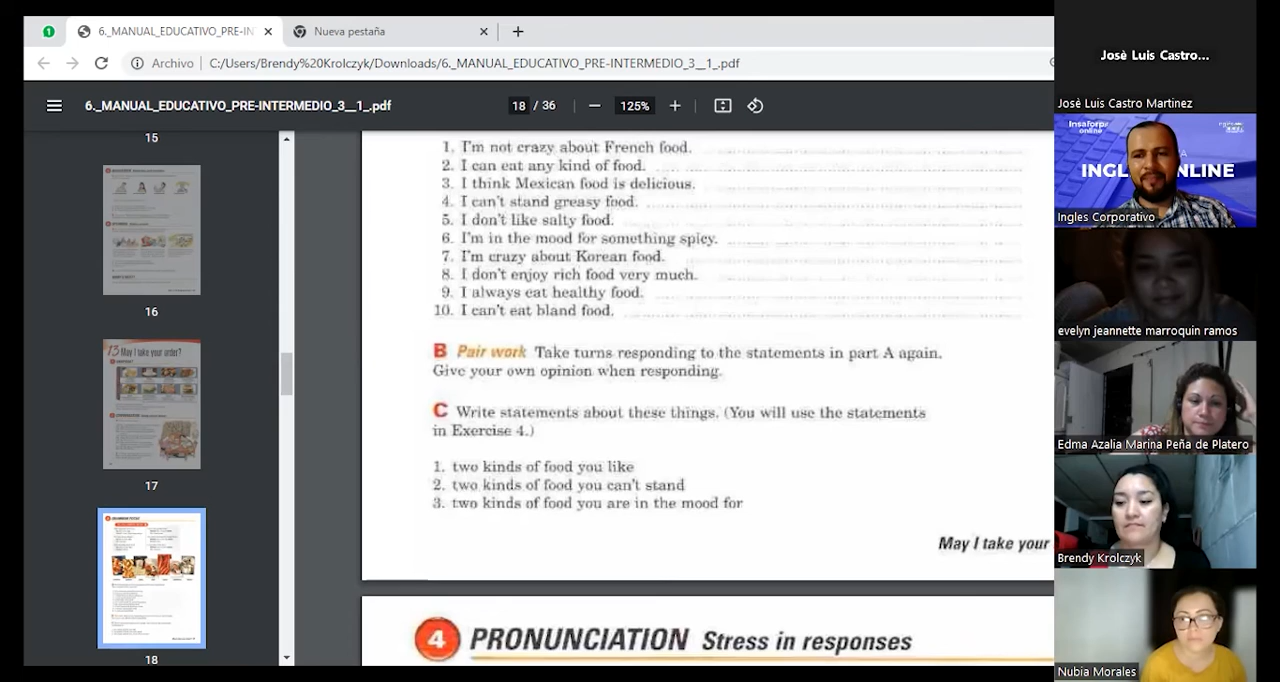 1
6._MANUAL_EDUCATIVO_PRE-IN
Nueva pestaña
Archivo
C:/Users/Brendy%20Krolczyk/Downloads/6._MANUAL_EDUCATIVO_PRE-INTERMEDIO_3__1_.pdf
6._MANUAL_EDUCATIVO_PRE-INTERMEDIO_3__1_.pdf
18 / 36
125%
15
16
13 May I take your order?
17
18
1. I'm not crazy about French food.
2. I can eat any kind of food.
3. I think Mexican food is delicious.
4. I can't stand greasy food.
5. I don't like salty food.
6. I'm in the mood for something spicy.
7. I'm crazy about Korean food.
8. I don't enjoy rich food very much.
9. I always eat healthy food.
10. I can't eat bland food.
B Pair work Take turns responding to the statements in part A again.
Give your own opinion when responding.
C Write statements about these things. (You will use the statements
in Exercise 4.)
1. two kinds of food you like
2. two kinds of food you can't stand
3. two kinds of food you are in the mood for
May I take your
4 PRONUNCIATION Stress in responses
Josè Luis Castro...
Josè Luis Castro Martinez
Insaforp
online
INGL NLINE
Ingles Corporativo
evelyn jeannette marroquin ramos
Edma Azalia Marina Peña de Platero
Brendy Krolczyk
Nubia Morales